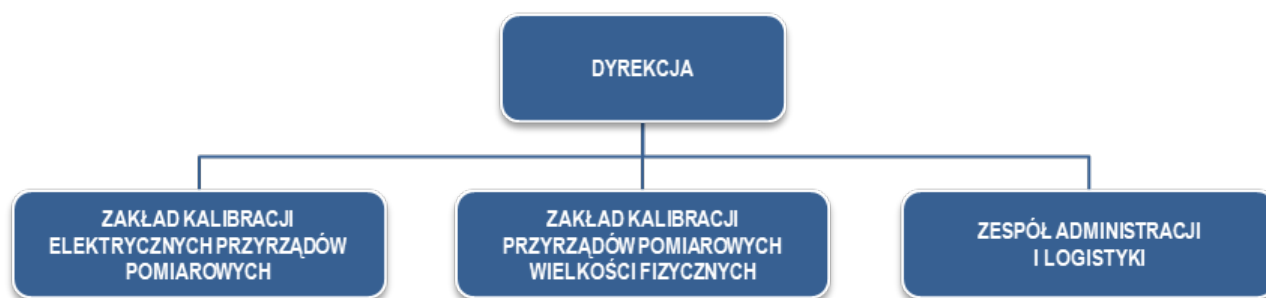 DYREKCJA
ZAKŁAD KALIBRACJI
ELEKTRYCZNYCH PRZYRZĄDÓW
POMIAROWYCH
ZAKŁAD KALIBRACJI
PRZYRZĄDÓW POMIAROWYCH
WIELKOŚCI FIZYCZNYCH
ZESPÓŁ ADMINISTRACJI
I LOGISTYKI